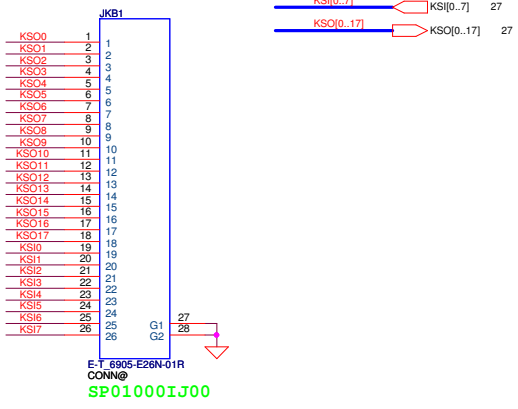 JKB1
KSI[0..7] KSI[0..7] 27
KSO[0..17] KSO[0..17] 27
KSO0 1 1
KSO1 2 2
KSO2 3 3
KSO3 4 4
KSO4 5 5
KSO5 6 6
KSO6 7 7
KSO7 8 8
KSO8 9 9
KSO9 10 10
KSO10 11 11
KSO11 12 12
KSO12 13 13
KSO13 14 14
KSO14 15 15
KSO15 16 16
KSO16 17 17
KSO17 18 18
KSI0 19 19
KSI1 20 20
KSI2 21 21
KSI3 22 22
KSI4 23 23
KSI5 24 24
KSI6 25 25 G1 27
KSI7 26 26 G2 28
E-T_6905-E26N-01R
CONN@
SP01000IJ00